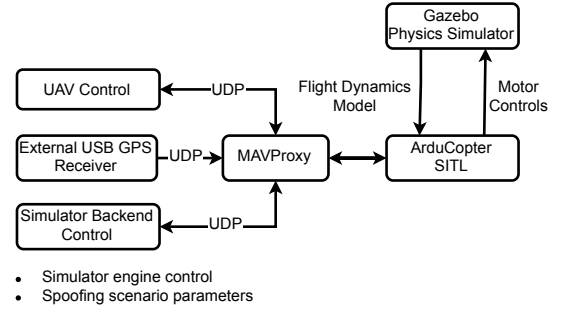 Gazebo
Physics Simulator
UAV Control
UDP
Flight Dynamics
Model
Motor
Controls
External USB GPS
Receiver
UDP
MAVProxy
ArduCopter
SITL
Simulator Backend
Control
UDP
• Simulator engine control
• Spoofing scenario parameters